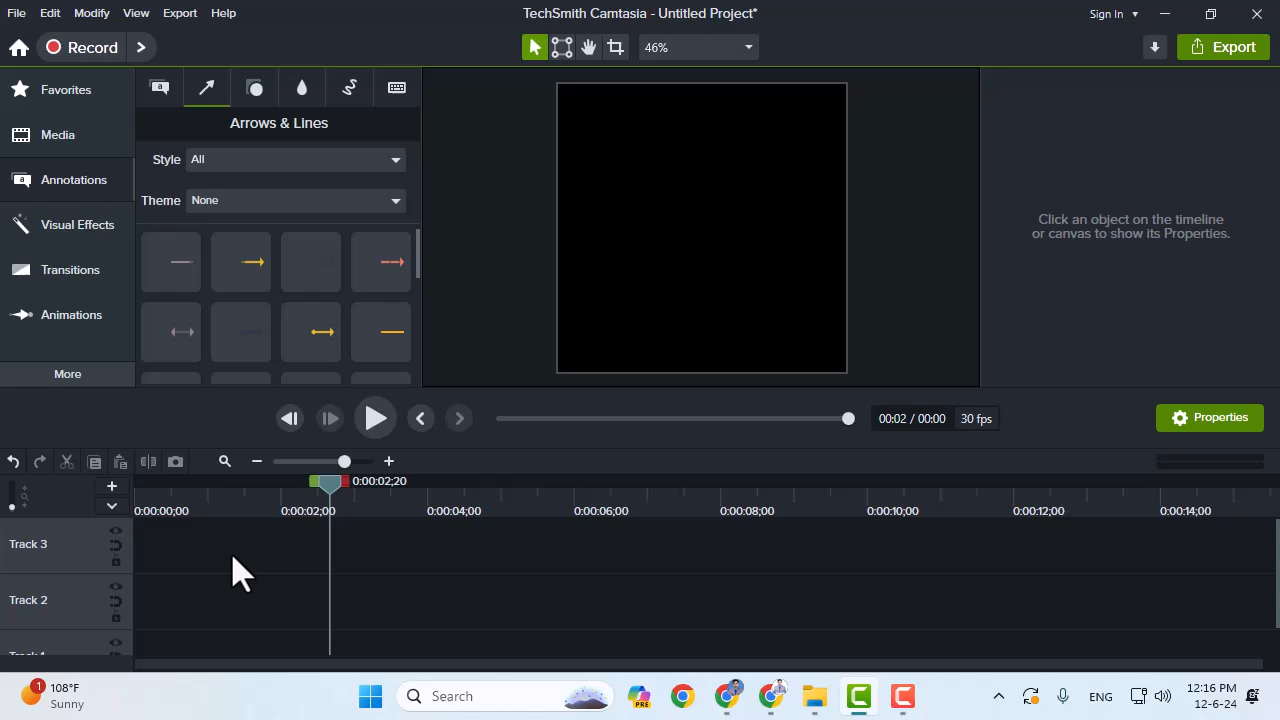 File Edit Modify View Export Help
TechSmith Camtasia - Untitled Project*
Sign In
Record
46%
Export
Favorites
Media
Annotations
Visual Effects
Transitions
Animations
More
a
Arrows & Lines
Style All
Theme None
Click an object on the timeline
or canvas to show its Properties.
00:02 / 00:00 30 fps
Properties
0:00:02;20
0:00:00;00 0:00:02;00 0:00:04;00 0:00:06;00 0:00:08;00 0:00:10;00 0:00:12;00 0:00:14;00
Track 3
Track 2
1 108°F
Sunny
Search
PRE
ENG
12:16 PM
12-6-24